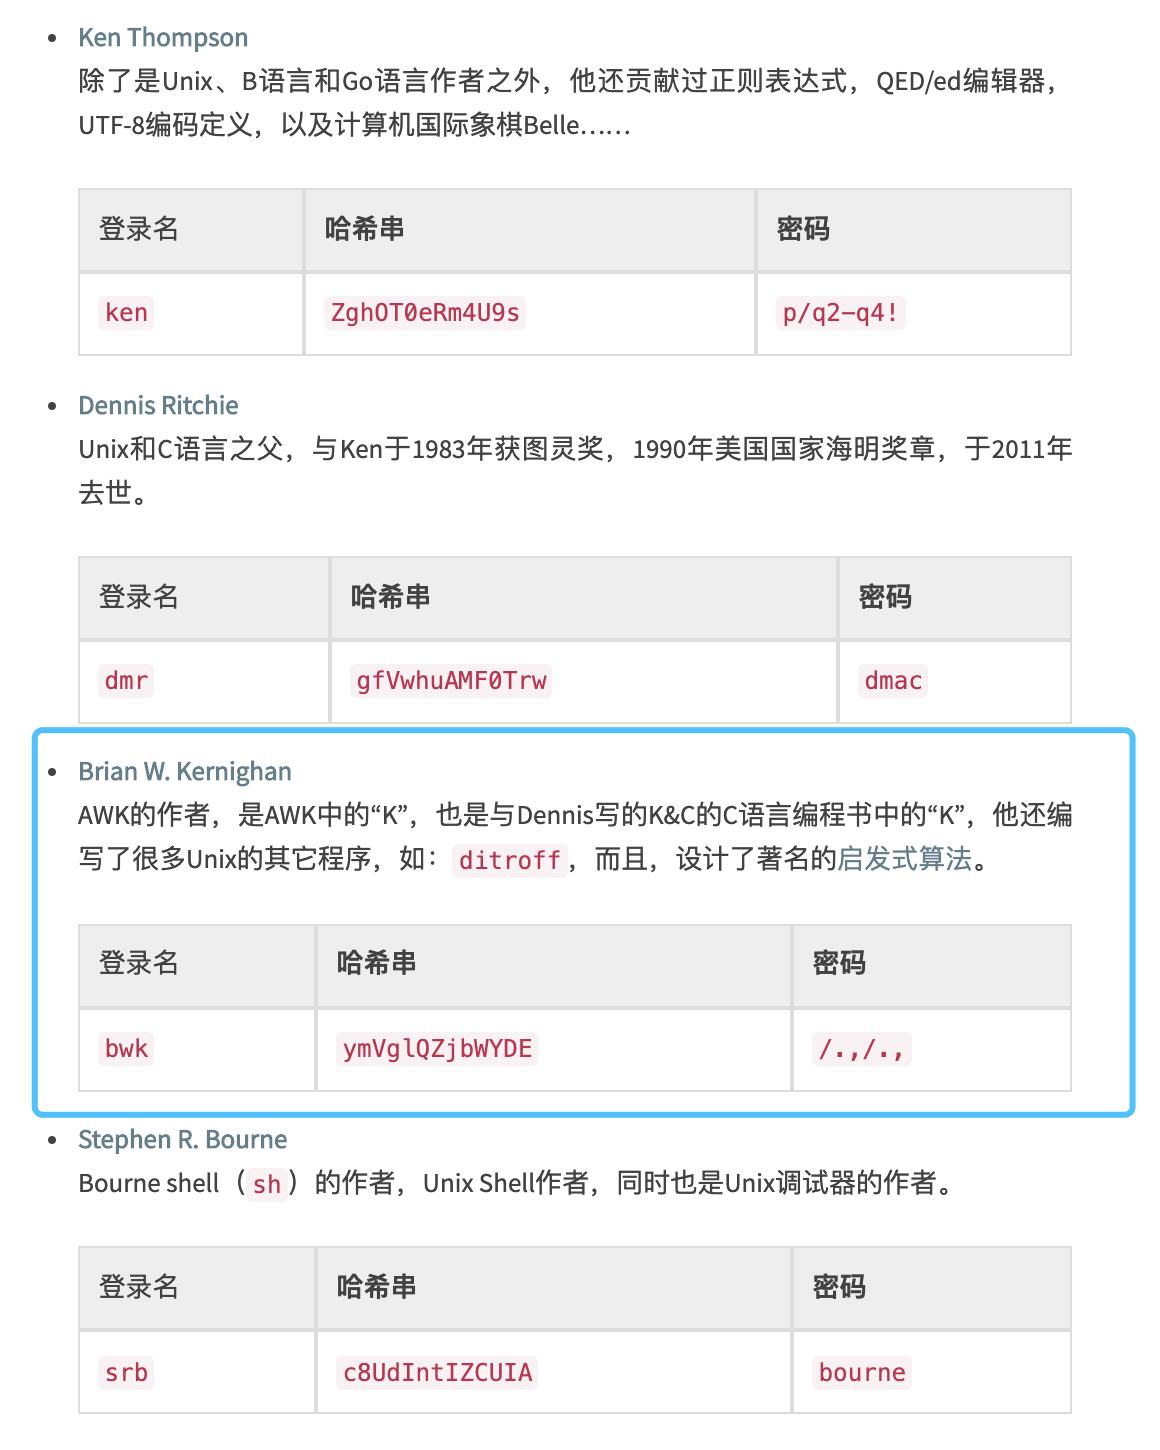 Ken Thompson
除了是Unix、B语言和Go语言作者之外，他还贡献过正则表达式，QED/ed编辑器，
UTF-8编码定义，以及计算机国际象棋Belle……
登录名 哈希串 密码
ken ZghOT0eRm4U9s p/q2-q4!
Dennis Ritchie
Unix和C语言之父，与Ken于1983年获图灵奖，1990年美国国家海明奖章，于2011年
去世。
登录名 哈希串 密码
dmr gfVwhuAMF0Trw dmac
Brian W. Kernighan
AWK的作者，是AWK中的“K”，也是与Dennis写的K&C的C语言编程书中的“K”，他还编
写了很多Unix的其它程序，如：ditroff，而且，设计了著名的启发式算法。
登录名 哈希串 密码
bwk ymVglQZjbWYDE /.,/.,
Stephen R. Bourne
Bourne shell（sh）的作者，Unix Shell作者，同时也是Unix调试器的作者。
登录名 哈希串 密码
srb c8UdIntIZCUIA bourne